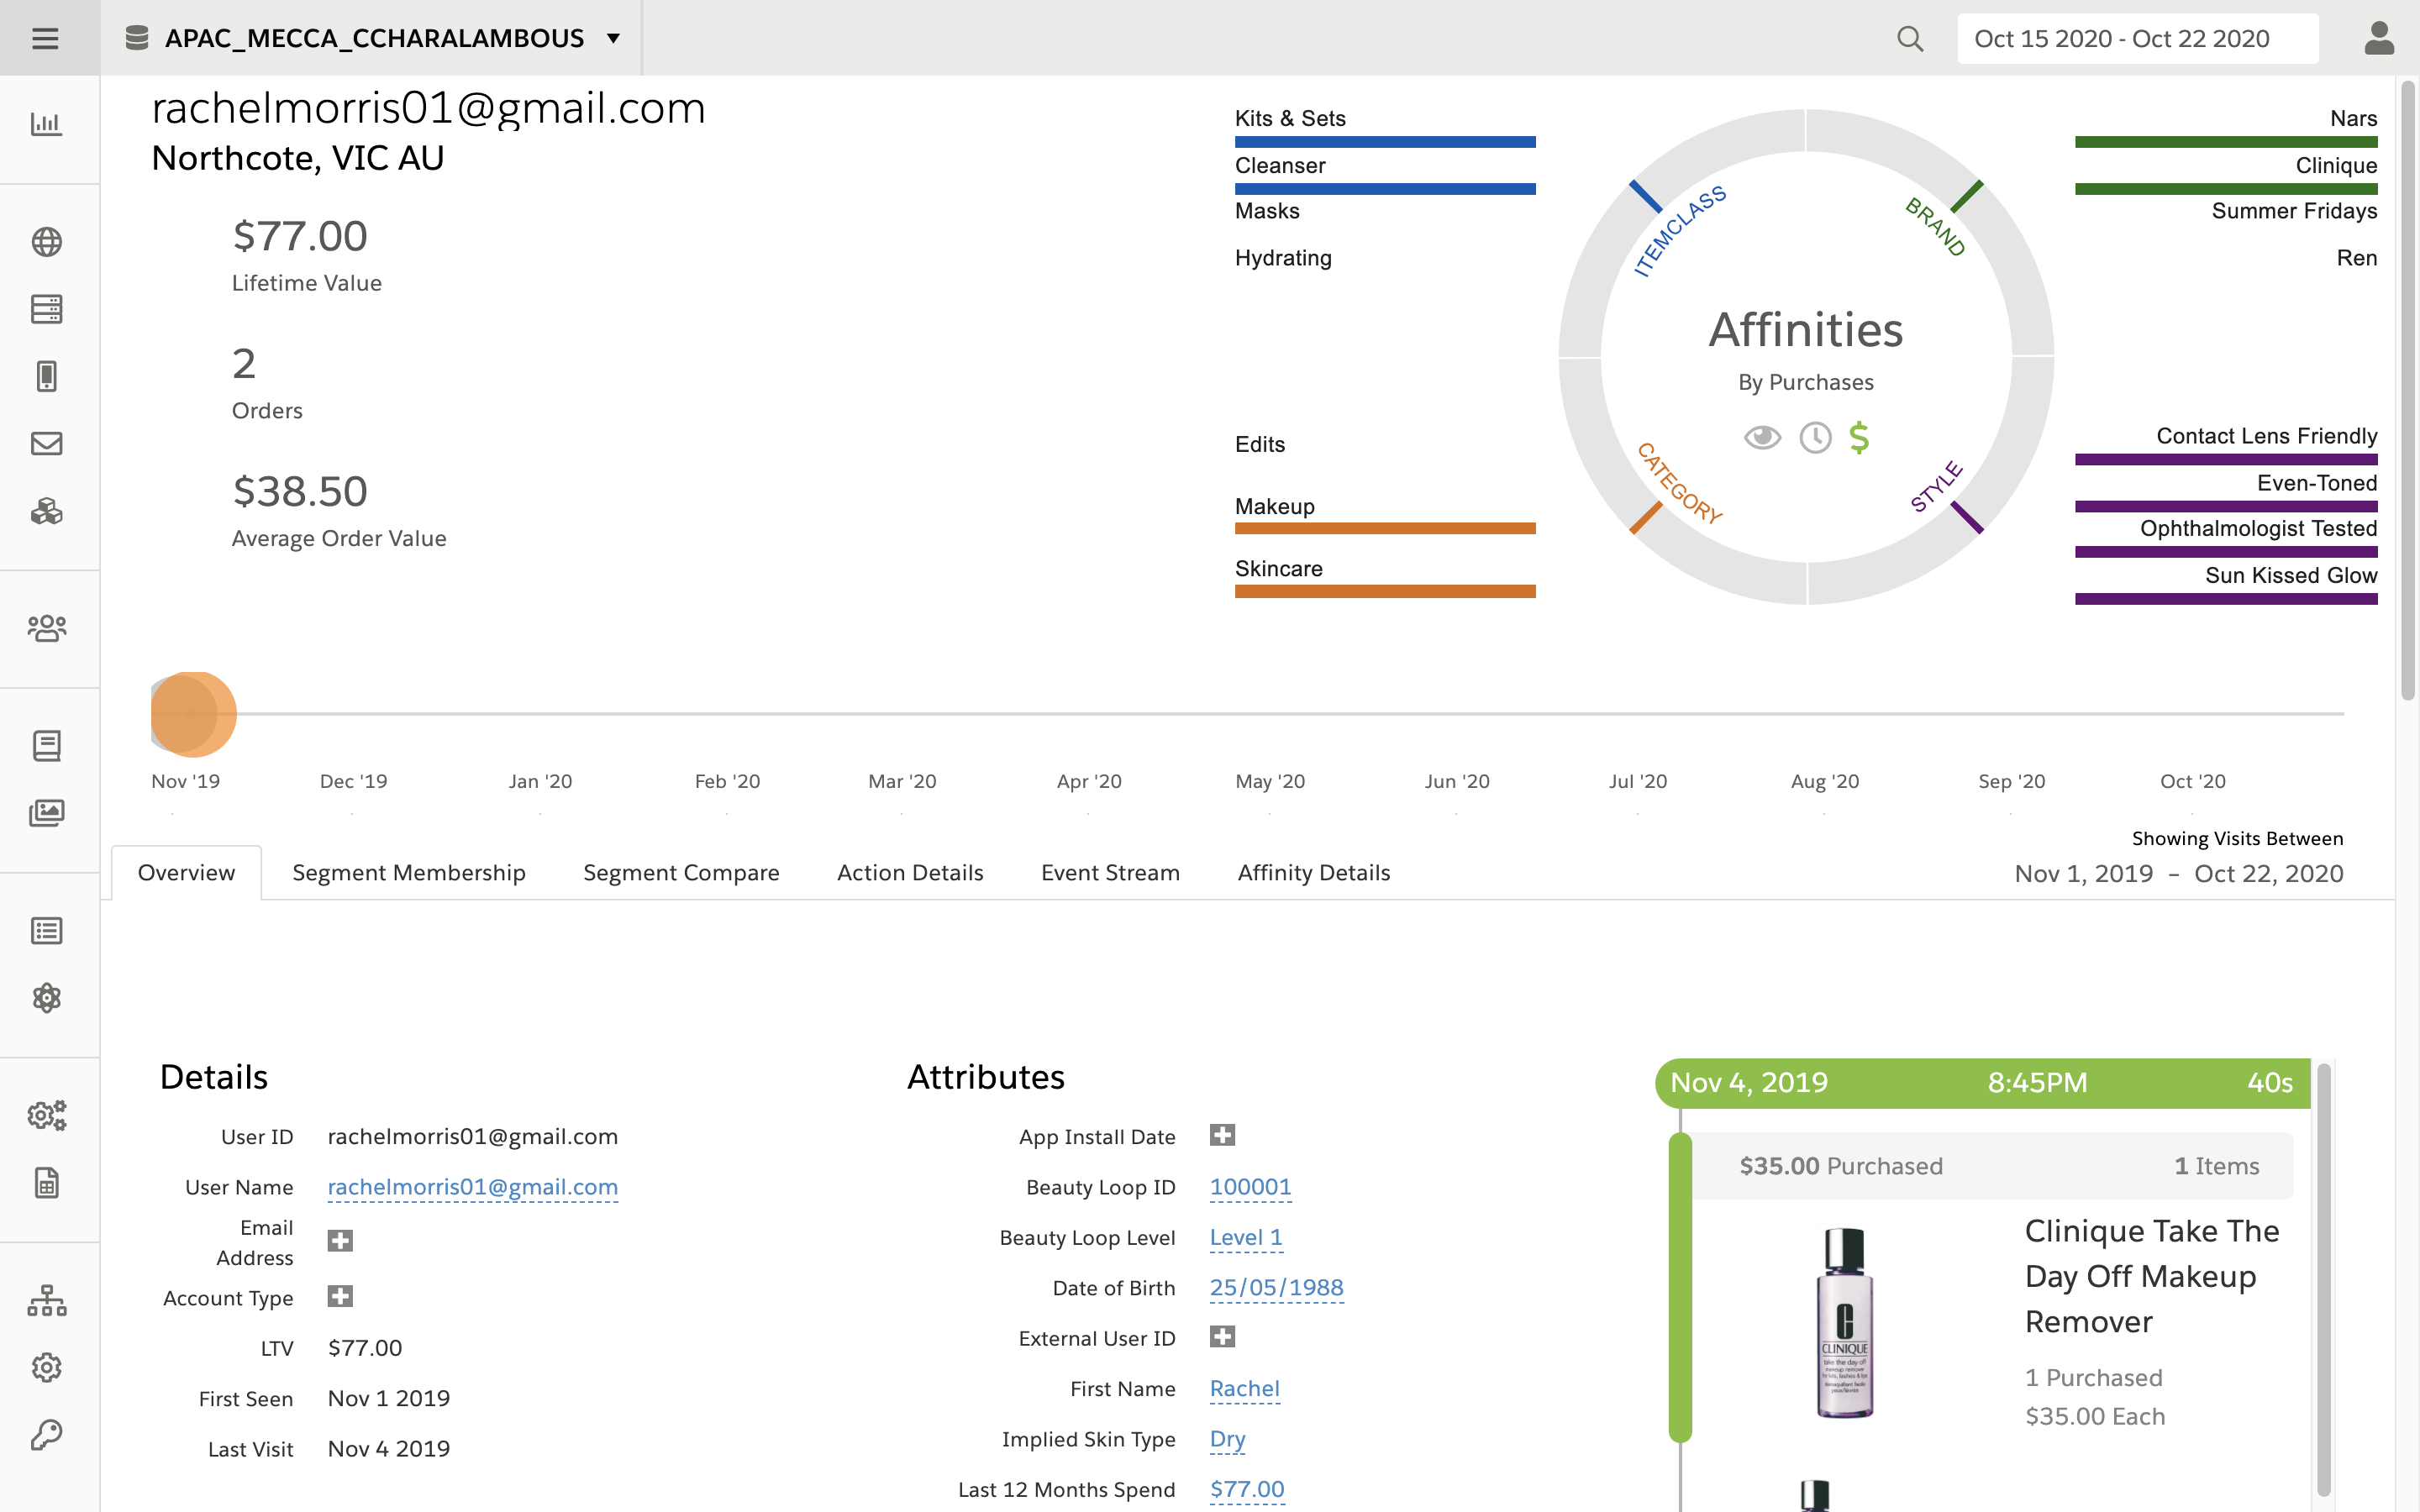 APAC_MECCA_CCHARALAMBOUS
Oct 15 2020 - Oct 22 2020
rachelmorris01@gmail.com
Northcote, VIC AU
$77.00
Lifetime Value
2
Orders
$38.50
Average Order Value
Kits & Sets
Cleanser
Masks
Hydrating
Edits
Makeup
Skincare
ITEMCLASS
BRAND
Affinities
By Purchases
$
CATEGORY
STYLE
Nars
Clinique
Summer Fridays
Ren
Contact Lens Friendly
Even-Toned
Ophthalmologist Tested
Sun Kissed Glow
Nov '19 Dec '19 Jan '20 Feb '20 Mar '20 Apr '20 May '20 Jun '20 Jul '20 Aug '20 Sep '20 Oct '20
Showing Visits Between
Nov 1, 2019 – Oct 22, 2020
Overview Segment Membership Segment Compare Action Details Event Stream Affinity Details
Details
User ID rachelmorris01@gmail.com
User Name rachelmorris01@gmail.com
Email
Address
Account Type
LTV $77.00
First Seen Nov 1 2019
Last Visit Nov 4 2019
Attributes
App Install Date
Beauty Loop ID 100001
Beauty Loop Level Level 1
Date of Birth 25/05/1988
External User ID
First Name Rachel
Implied Skin Type Dry
Last 12 Months Spend $77.00
Nov 4, 2019 8:45PM 40s
$35.00 Purchased 1 Items
Clinique Take The
Day Off Makeup
Remover
1 Purchased
$35.00 Each
CLINIQUE
take the day off
makeup remover